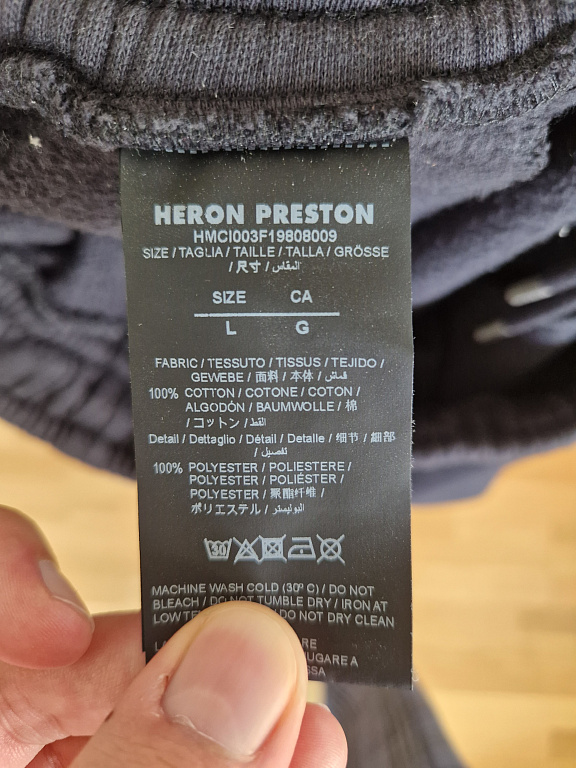 HERON PRESTON
HMCI003F19808009
SIZE / TAGLIA / TAILLE / TALLA / GRÖSSE
/ 尺寸 / المقاس /
SIZE CA
L G
FABRIC / TESSUTO / TISSUS / TEJIDO /
GEWEBE / 面料 / 本体 / قماش /
100% COTTON / COTONE / COTON /
ALGODÓN / BAUMWOLLE / 棉
/ コットン / القطن /
Detail / Dettaglio / Détail / Detalle / 细节 / 細部
/ تفصيل /
100% POLYESTER / POLIESTERE /
POLYESTER / POLIÉSTER /
POLYESTER / 聚酯纤维 /
ポリエステル / البوليستر /
30
MACHINE WASH COLD (30º C) / DO NOT
BLEACH / DO NOT TUMBLE DRY / IRON AT
LOW DO NOT DRY CLEAN